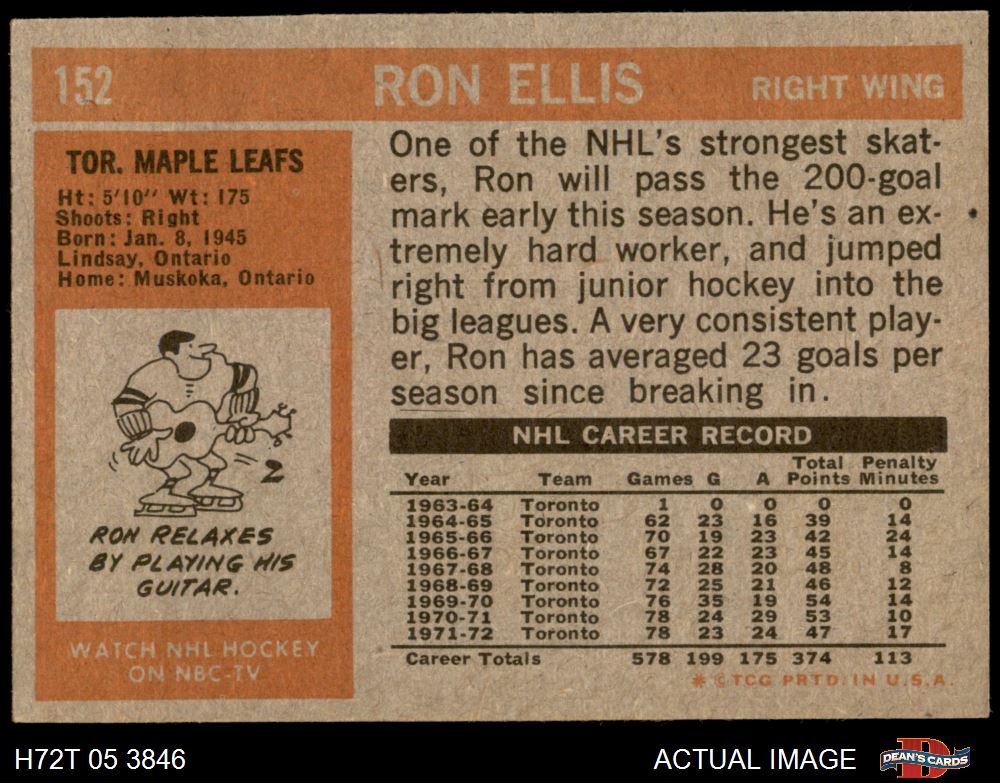 152 RON ELLIS RIGHT WING
TOR. MAPLE LEAFS
Ht: 5'10" Wt: 175
Shoots: Right
Born: Jan. 8, 1945
Lindsay, Ontario
Home: Muskoka, Ontario
2
RON RELAXES
BY PLAYING HIS
GUITAR.
WATCH NHL HOCKEY
ON NBC-TV
One of the NHL's strongest skat-
ers, Ron will pass the 200-goal
mark early this season. He's an ex-
tremely hard worker, and jumped
right from junior hockey into the
big leagues. A very consistent play-
er, Ron has averaged 23 goals per
season since breaking in.
NHL CAREER RECORD
Year Team Games G A Total Points Penalty Minutes
1963-64 Toronto 1 0 0 0 0
1964-65 Toronto 62 23 16 39 14
1965-66 Toronto 70 19 23 42 24
1966-67 Toronto 67 22 23 45 14
1967-68 Toronto 74 28 20 48 8
1968-69 Toronto 72 25 21 46 12
1969-70 Toronto 76 35 19 54 14
1970-71 Toronto 78 24 29 53 10
1971-72 Toronto 78 23 24 47 17
Career Totals 578 199 175 374 113
* © TCG PRTD. IN U.S.A.
H72T 05 3846 ACTUAL IMAGE DEAN'S CARDS